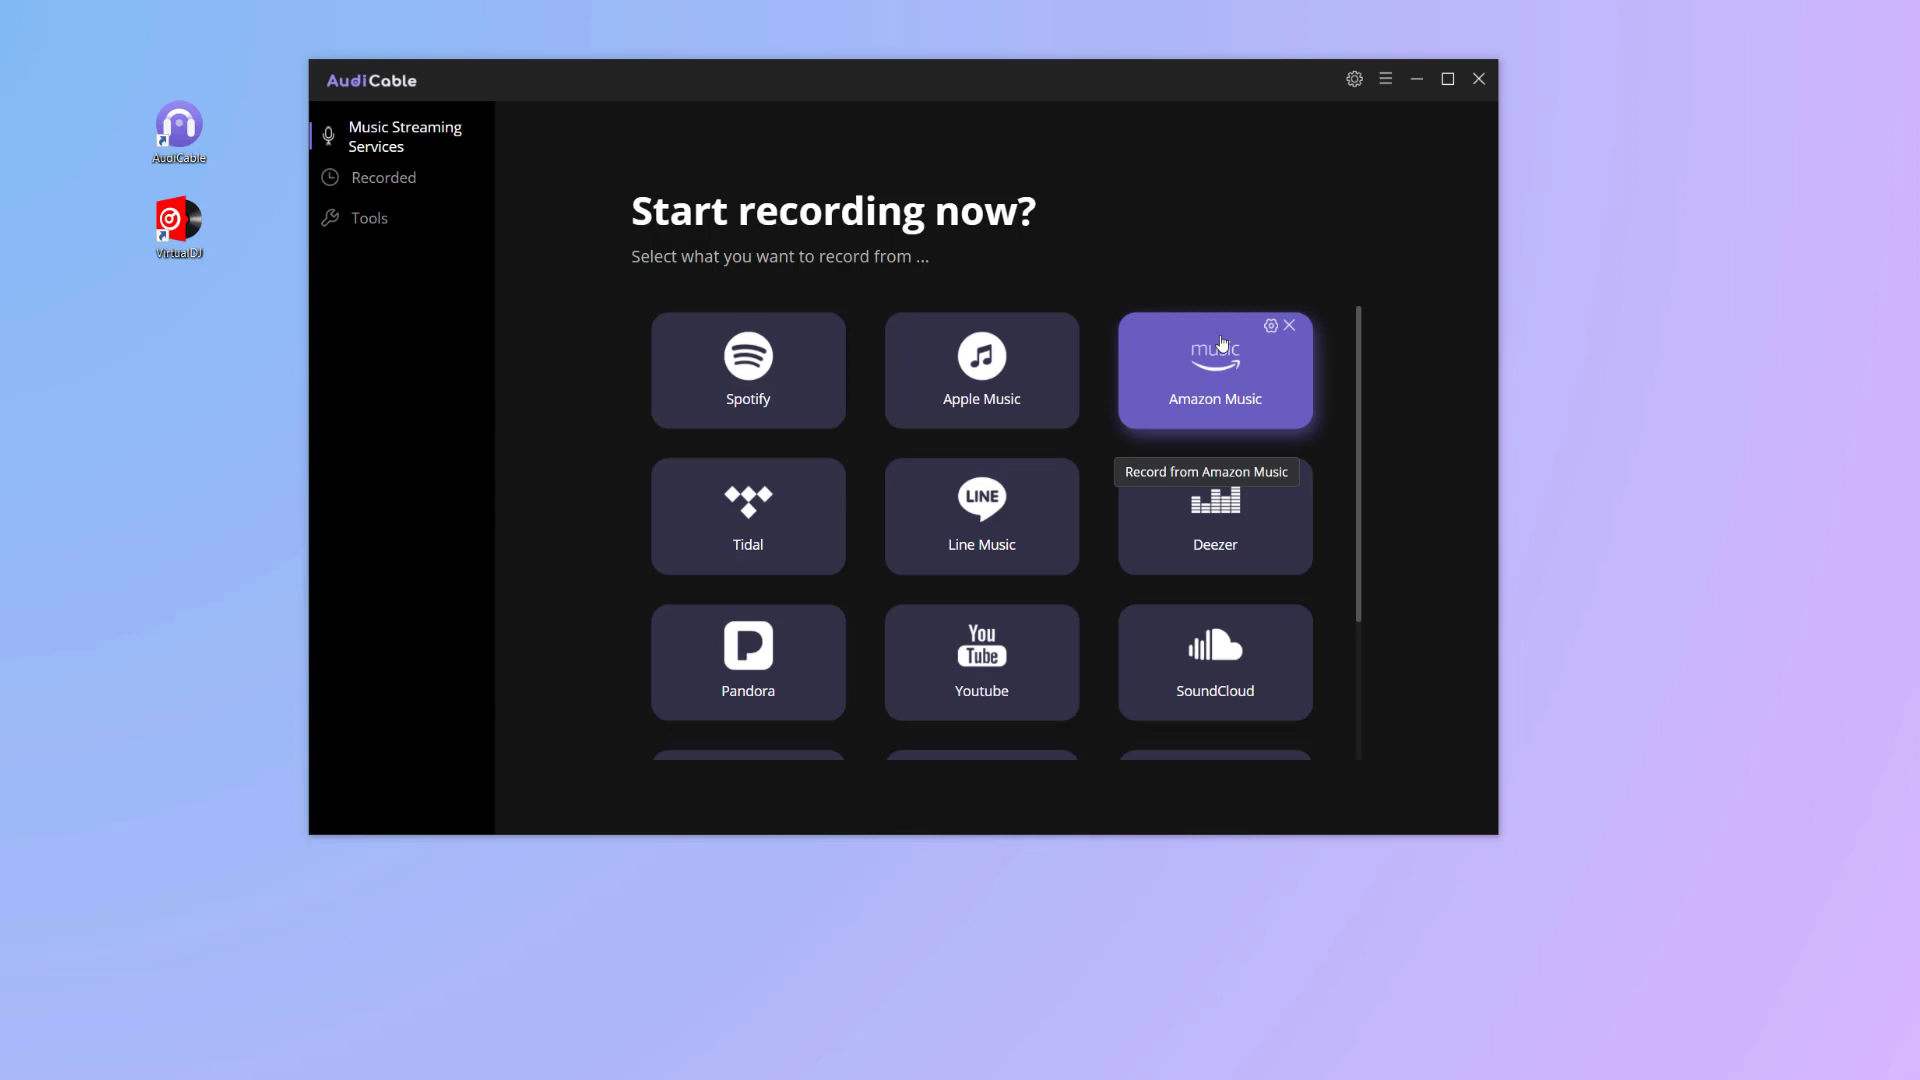 AudiCable
AudiCable
VirtualDJ
Music Streaming
Services
Recorded
Tools
Start recording now?
Select what you want to record from ...
Spotify
Apple Music
music
Amazon Music
Record from Amazon Music
Tidal
LINE
Line Music
Deezer
Pandora
You
Tube
Youtube
SoundCloud